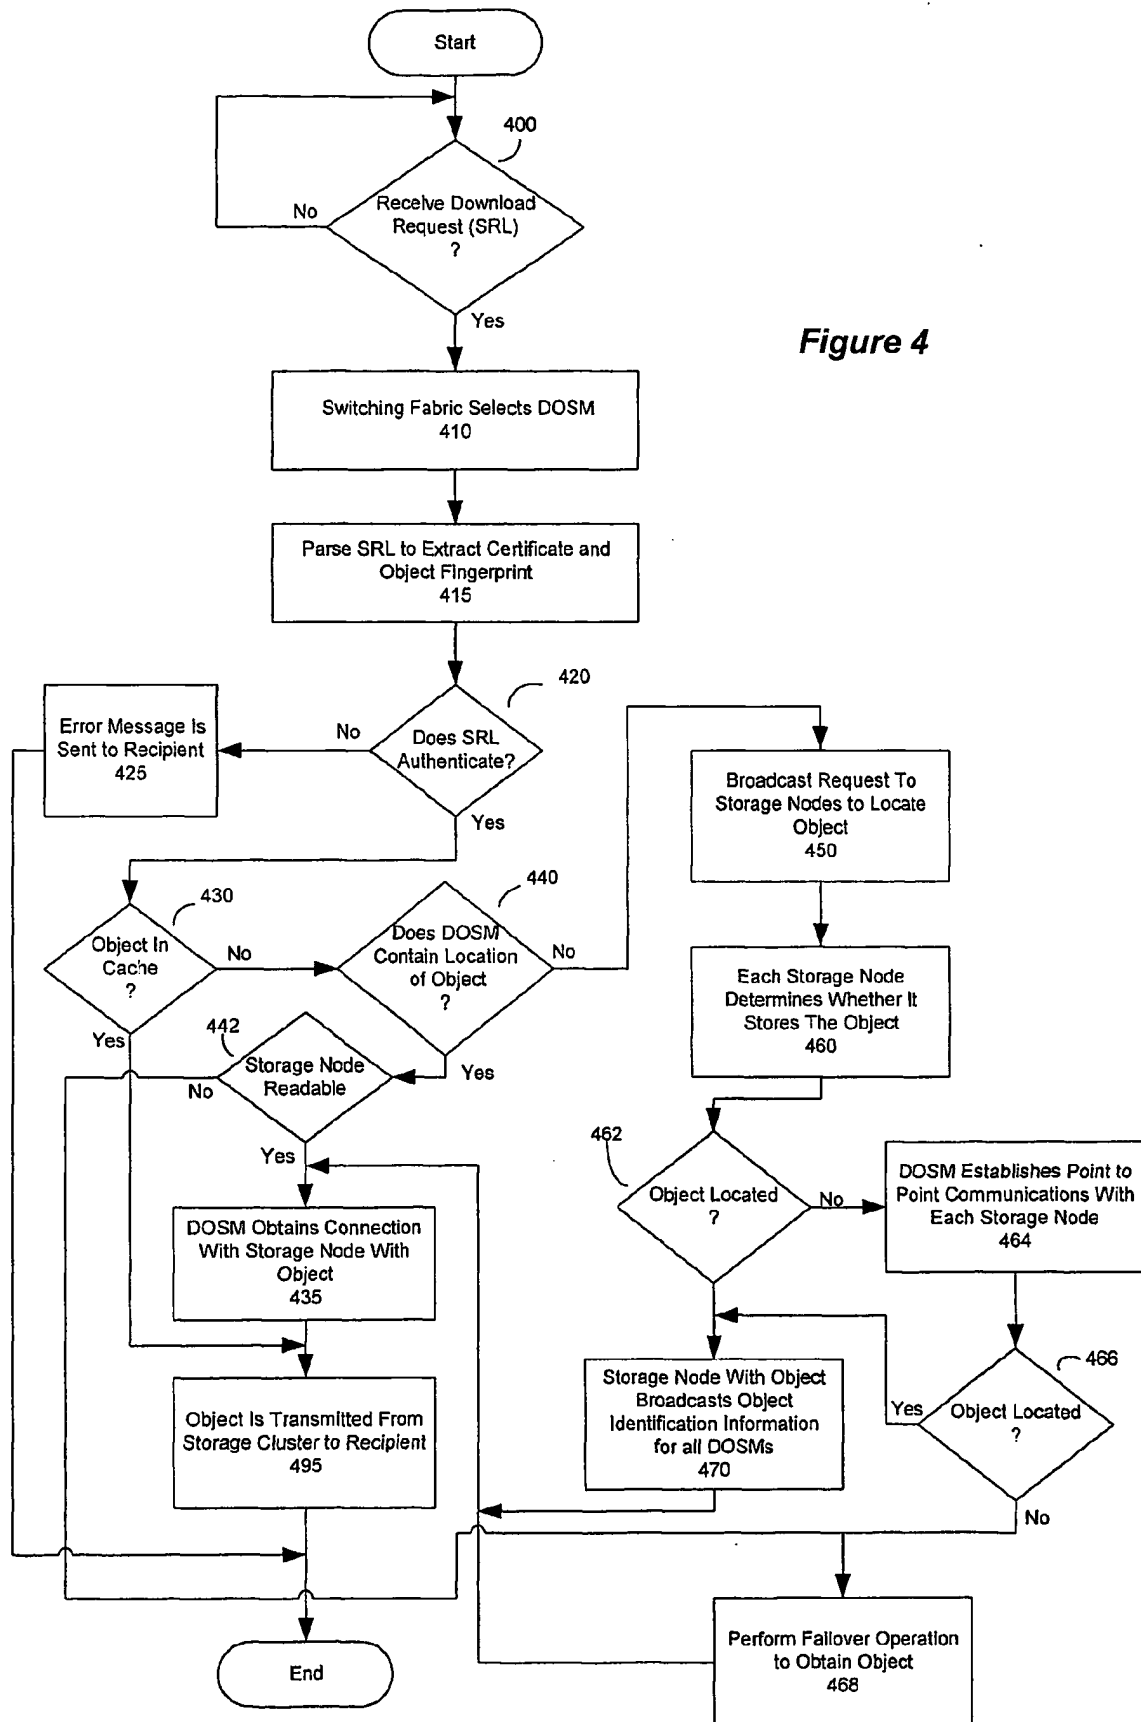 Start
400
Receive Download
Request (SRL)
?
No
Yes
Figure 4
Switching Fabric Selects DOSM
410
Parse SRL to Extract Certificate and
Object Fingerprint
415
420
Does SRL
Authenticate?
No
Yes
Error Message Is
Sent to Recipient
425
430
Object In
Cache
?
No
Yes
440
Does DOSM
Contain Location
of Object
?
No
Yes
Broadcast Request To
Storage Nodes to Locate
Object
450
Each Storage Node
Determines Whether It
Stores The Object
460
442
Storage Node
Readable
No
Yes
462
Object Located
?
No
DOSM Establishes Point to
Point Communications With
Each Storage Node
464
DOSM Obtains Connection
With Storage Node With
Object
435
466
Object Located
?
Yes
No
Storage Node With Object
Broadcasts Object
Identification Information
for all DOSMs
470
Object Is Transmitted From
Storage Cluster to Recipient
495
Perform Failover Operation
to Obtain Object
468
End